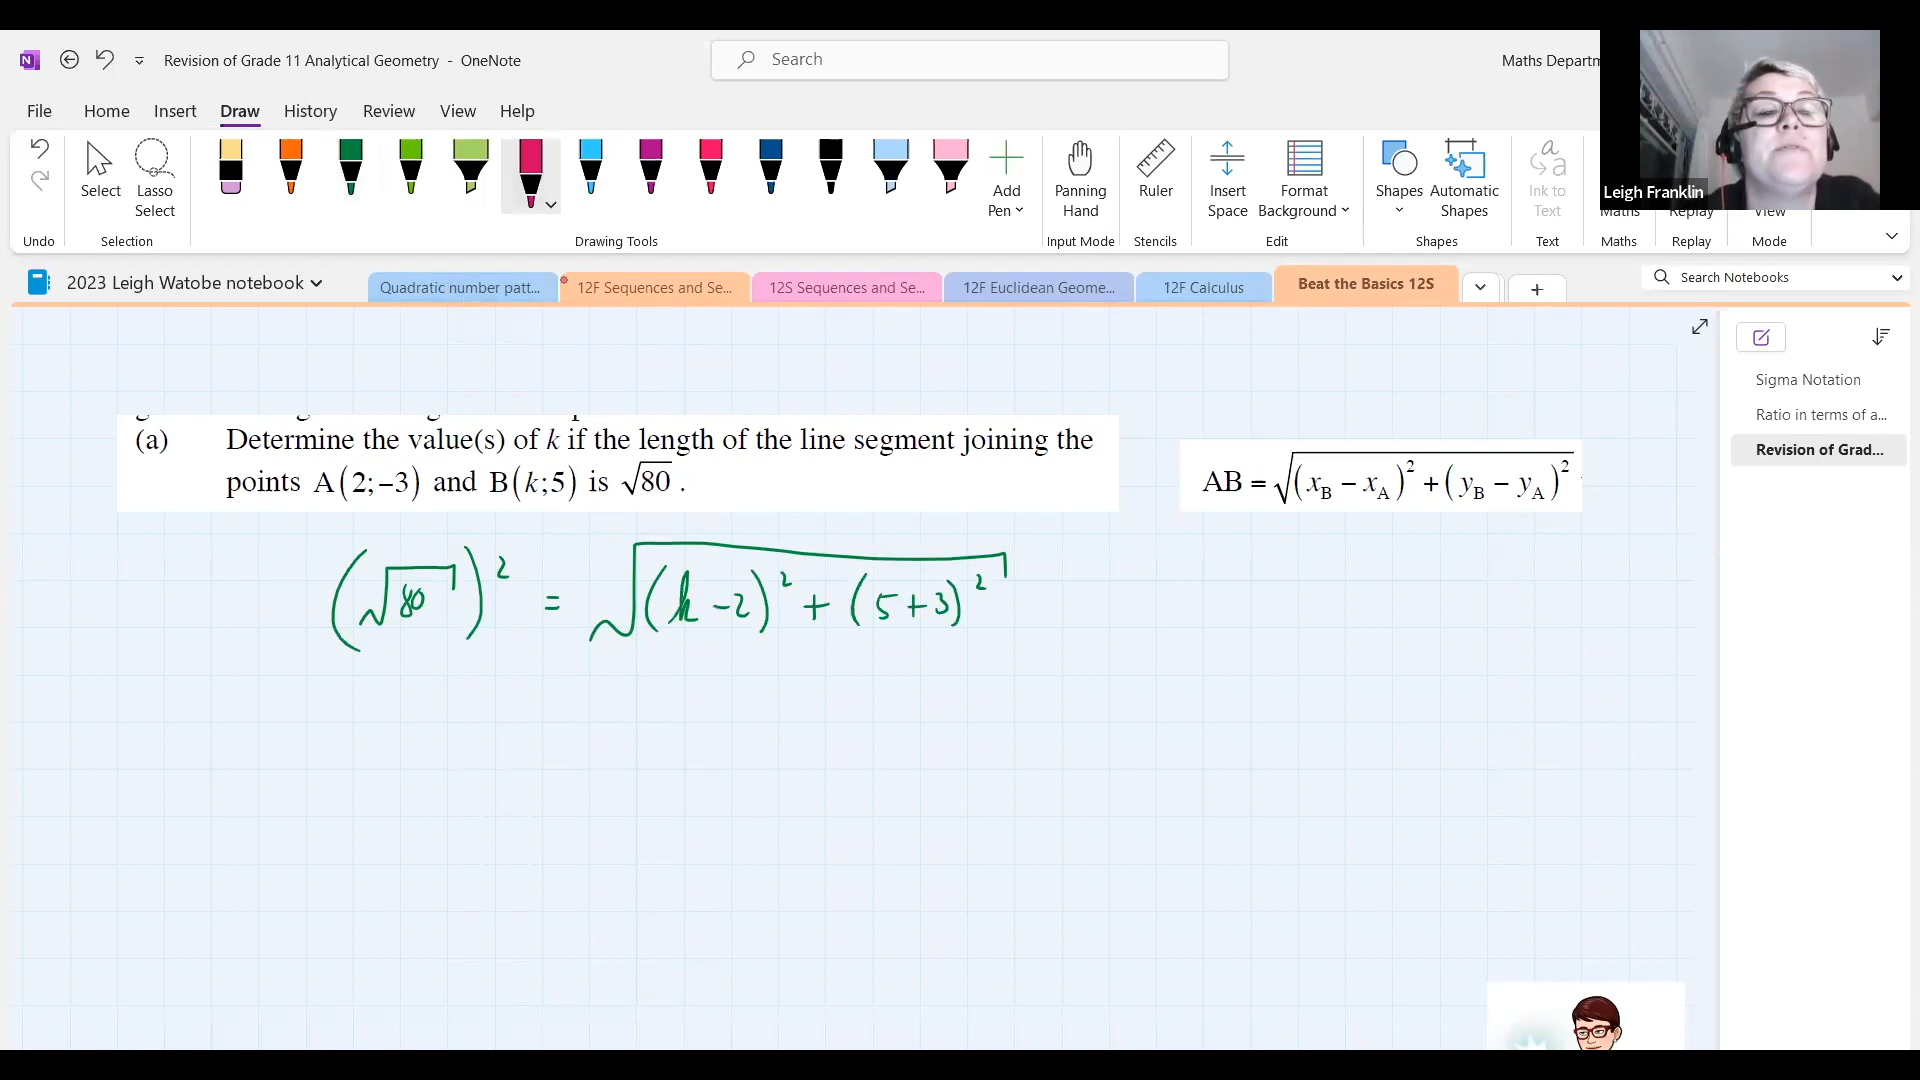 Revision of Grade 11 Analytical Geometry - OneNote
Search
Maths Departm
File Home Insert Draw History Review View Help
Select
Lasso Select
Add Pen
Panning Hand
Ruler
Insert Space
Format Background
Shapes
Automatic Shapes
Ink to Text
Maths
Replay
View
Leigh Franklin
Undo Selection Drawing Tools Input Mode Stencils Edit Shapes Text Maths Replay Mode
2023 Leigh Watobe notebook
Quadratic number patt...
12F Sequences and Se...
12S Sequences and Se...
12F Euclidean Geome...
12F Calculus
Beat the Basics 12S
Search Notebooks
Sigma Notation
Ratio in terms of a...
Revision of Grad...
(a) Determine the value(s) of k if the length of the line segment joining the
points A(2;−3) and B(k;5) is √80 .
AB = √((x_B − x_A)² + (y_B − y_A)²)
(√80)² = √((k −2)² + (5+3)²)